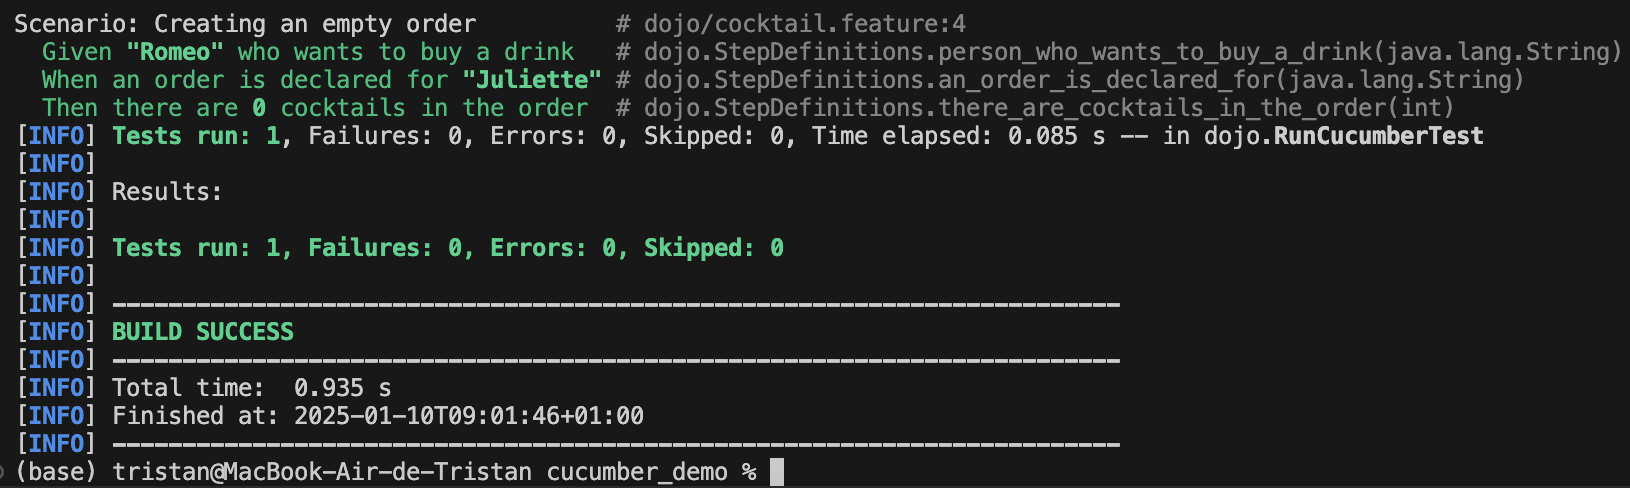 Scenario: Creating an empty order # dojo/cocktail.feature:4
Given "Romeo" who wants to buy a drink # dojo.StepDefinitions.person_who_wants_to_buy_a_drink(java.lang.String)
When an order is declared for "Juliette" # dojo.StepDefinitions.an_order_is_declared_for(java.lang.String)
Then there are 0 cocktails in the order # dojo.StepDefinitions.there_are_cocktails_in_the_order(int)
[INFO] Tests run: 1, Failures: 0, Errors: 0, Skipped: 0, Time elapsed: 0.085 s -- in dojo.RunCucumberTest
[INFO]
[INFO] Results:
[INFO]
[INFO] Tests run: 1, Failures: 0, Errors: 0, Skipped: 0
[INFO]
[INFO] ------------------------------------------------------------------------
[INFO] BUILD SUCCESS
[INFO] ------------------------------------------------------------------------
[INFO] Total time:  0.935 s
[INFO] Finished at: 2025-01-10T09:01:46+01:00
[INFO] ------------------------------------------------------------------------
(base) tristan@MacBook-Air-de-Tristan cucumber_demo %